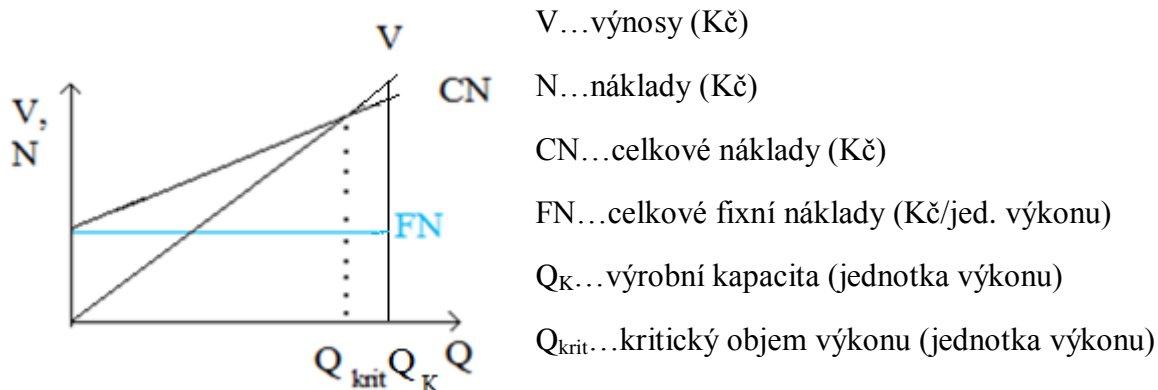 V
V,
N
CN
FN
Q krit Q K Q
V…výnosy (Kč)
N…náklady (Kč)
CN…celkové náklady (Kč)
FN…celkové fixní náklady (Kč/jed. výkonu)
QK…výrobní kapacita (jednotka výkonu)
Qkrit…kritický objem výkonu (jednotka výkonu)